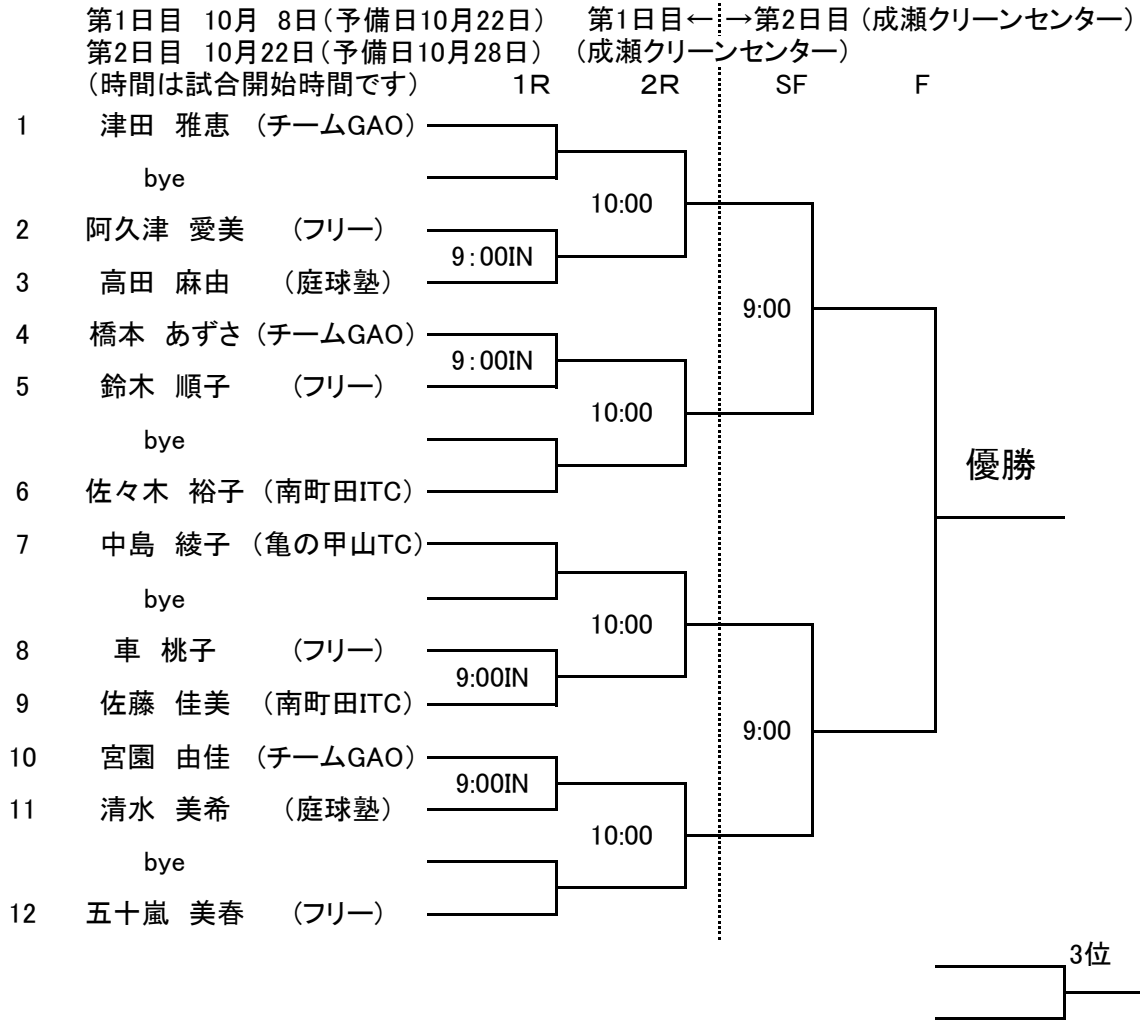 第1日目 10月 8日(予備日10月22日) 第1日目←→第2日目(成瀬クリーンセンター)
第2日目 10月22日(予備日10月28日) (成瀬クリーンセンター)
(時間は試合開始時間です) 1R 2R SF F
1 津田 雅恵 (チームGAO)
bye
10:00
2 阿久津 愛美 (フリー)
9:00IN
3 高田 麻由 (庭球塾)
9:00
4 橋本 あずさ (チームGAO)
9:00IN
5 鈴木 順子 (フリー)
10:00
bye
優勝
6 佐々木 裕子 (南町田ITC)
7 中島 綾子 (亀の甲山TC)
bye
10:00
8 車 桃子 (フリー)
9:00IN
9 佐藤 佳美 (南町田ITC)
9:00
10 宮園 由佳 (チームGAO)
9:00IN
11 清水 美希 (庭球塾)
10:00
bye
12 五十嵐 美春 (フリー)
3位